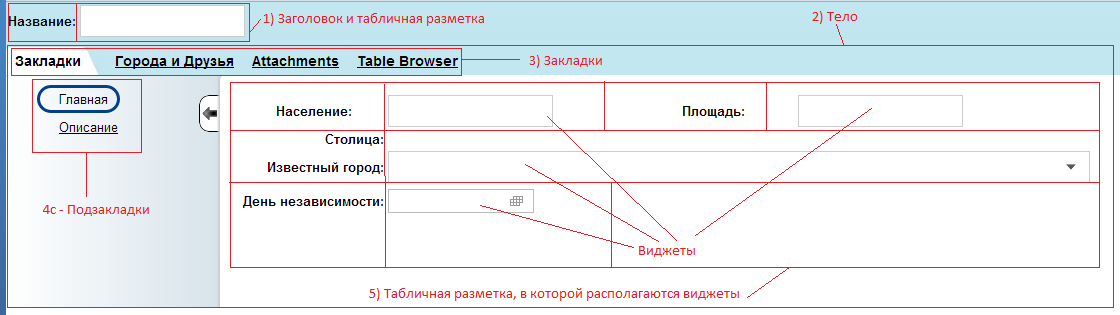 Название:
1) Заголовок и табличная разметка
2) Тело
Закладки Города и Друзья Attachments Table Browser
3) Закладки
Главная
Описание
4с - Подзакладки
Население: Площадь:
Столица:
Известный город:
День независимости:
Виджеты
5) Табличная разметка, в которой располагаются виджеты